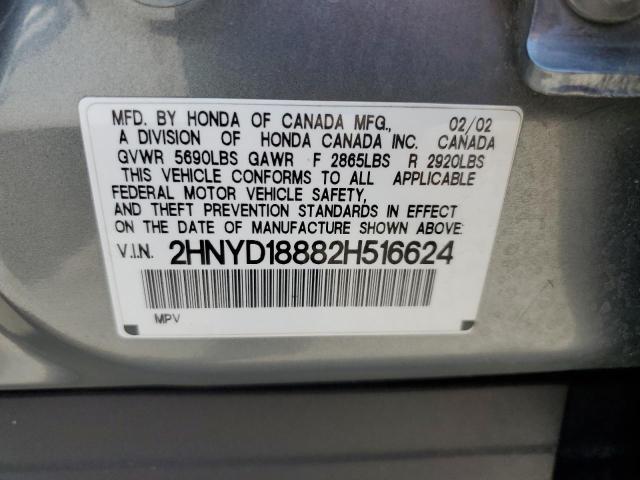 MFD. BY HONDA OF CANADA MFG., 02/02
A DIVISION OF HONDA CANADA INC. CANADA
GVWR 5690LBS GAWR F 2865LBS R 2920LBS
THIS VEHICLE CONFORMS TO ALL APPLICABLE
FEDERAL MOTOR VEHICLE SAFETY,
AND THEFT PREVENTION STANDARDS IN EFFECT
ON THE DATE OF MANUFACTURE SHOWN ABOVE.
V.I.N. 2HNYD18882H516624
MPV